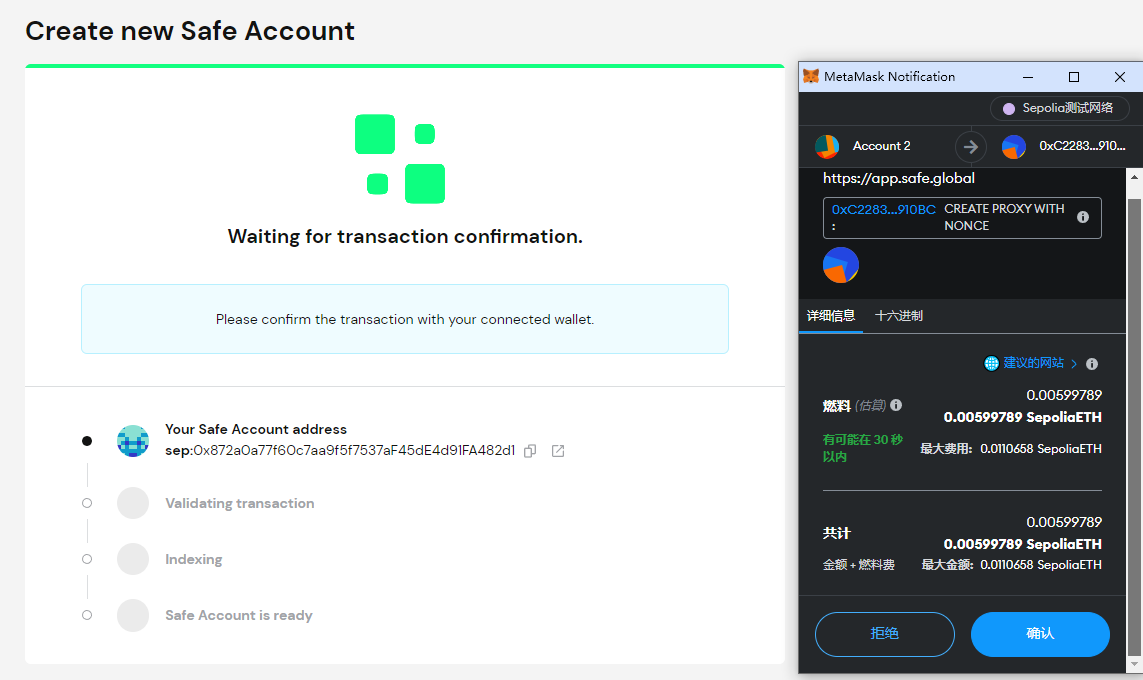 Create new Safe Account
Waiting for transaction confirmation.
Please confirm the transaction with your connected wallet.
Your Safe Account address
sep:0x872a0a77f60c7aa9f5f7537aF45dE4d91FA482d1
Validating transaction
Indexing
Safe Account is ready
MetaMask Notification
Sepolia测试网络
Account 2
0xC2283...910...
https://app.safe.global
0xC2283...910BC
:
CREATE PROXY WITH
NONCE
详细信息
十六进制
建议的网站
燃料 (估算)
0.00599789
0.00599789 SepoliaETH
有可能在 30 秒
以内
最大费用: 0.0110658 SepoliaETH
共计
0.00599789
0.00599789 SepoliaETH
金额 + 燃料费
最大金额: 0.0110658 SepoliaETH
拒绝
确认